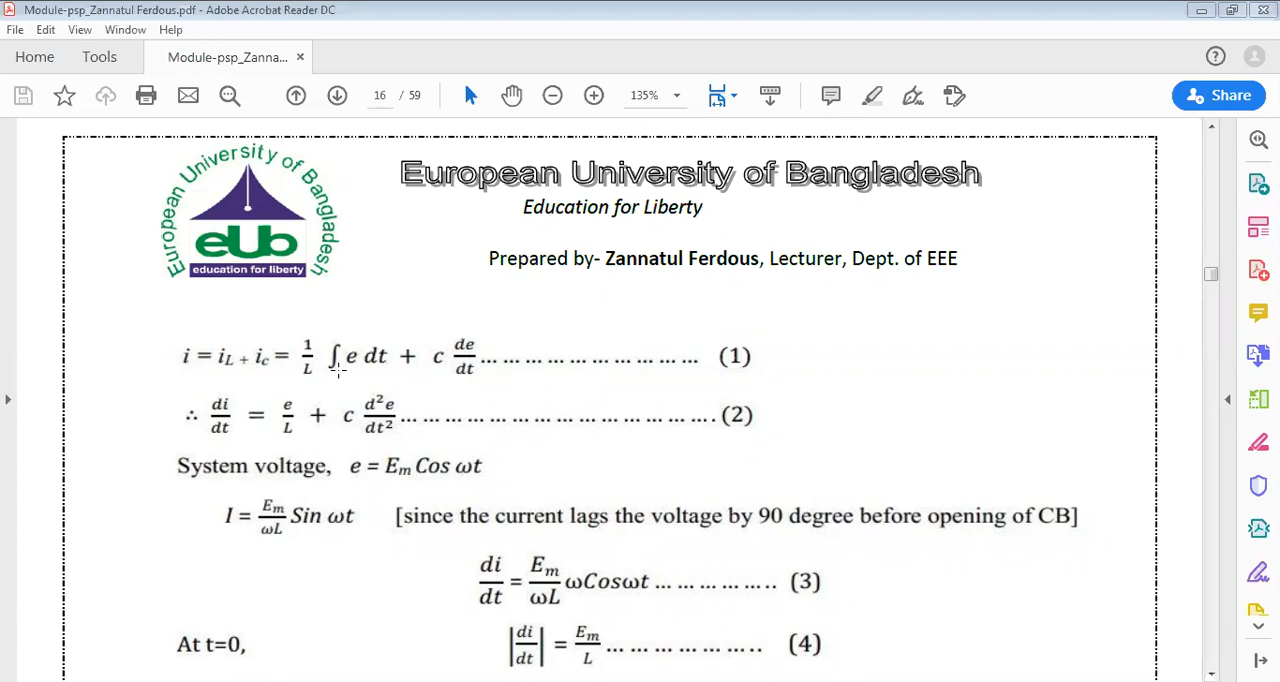 Module-psp_Zannatul Ferdous.pdf - Adobe Acrobat Reader DC
File Edit View Window Help
Home Tools Module-psp_Zanna... ×
16 / 59 135% Share
European University of Bangladesh
eub
education for liberty
European University of Bangladesh
Education for Liberty
Prepared by- Zannatul Ferdous, Lecturer, Dept. of EEE
i = i_L + i_c = 1/L ∫ e dt + c de/dt … … … … … … … … … … (1)
∴ di/dt = e/L + c d²e/dt² … … … … … … … … … … … … … … . (2)
System voltage, e = E_m Cos ωt
I = E_m/ωL Sin ωt [since the current lags the voltage by 90 degree before opening of CB]
di/dt = E_m/ωL ωCosωt … … … … … .. (3)
At t=0, |di/dt| = E_m/L … … … … … … .. (4)